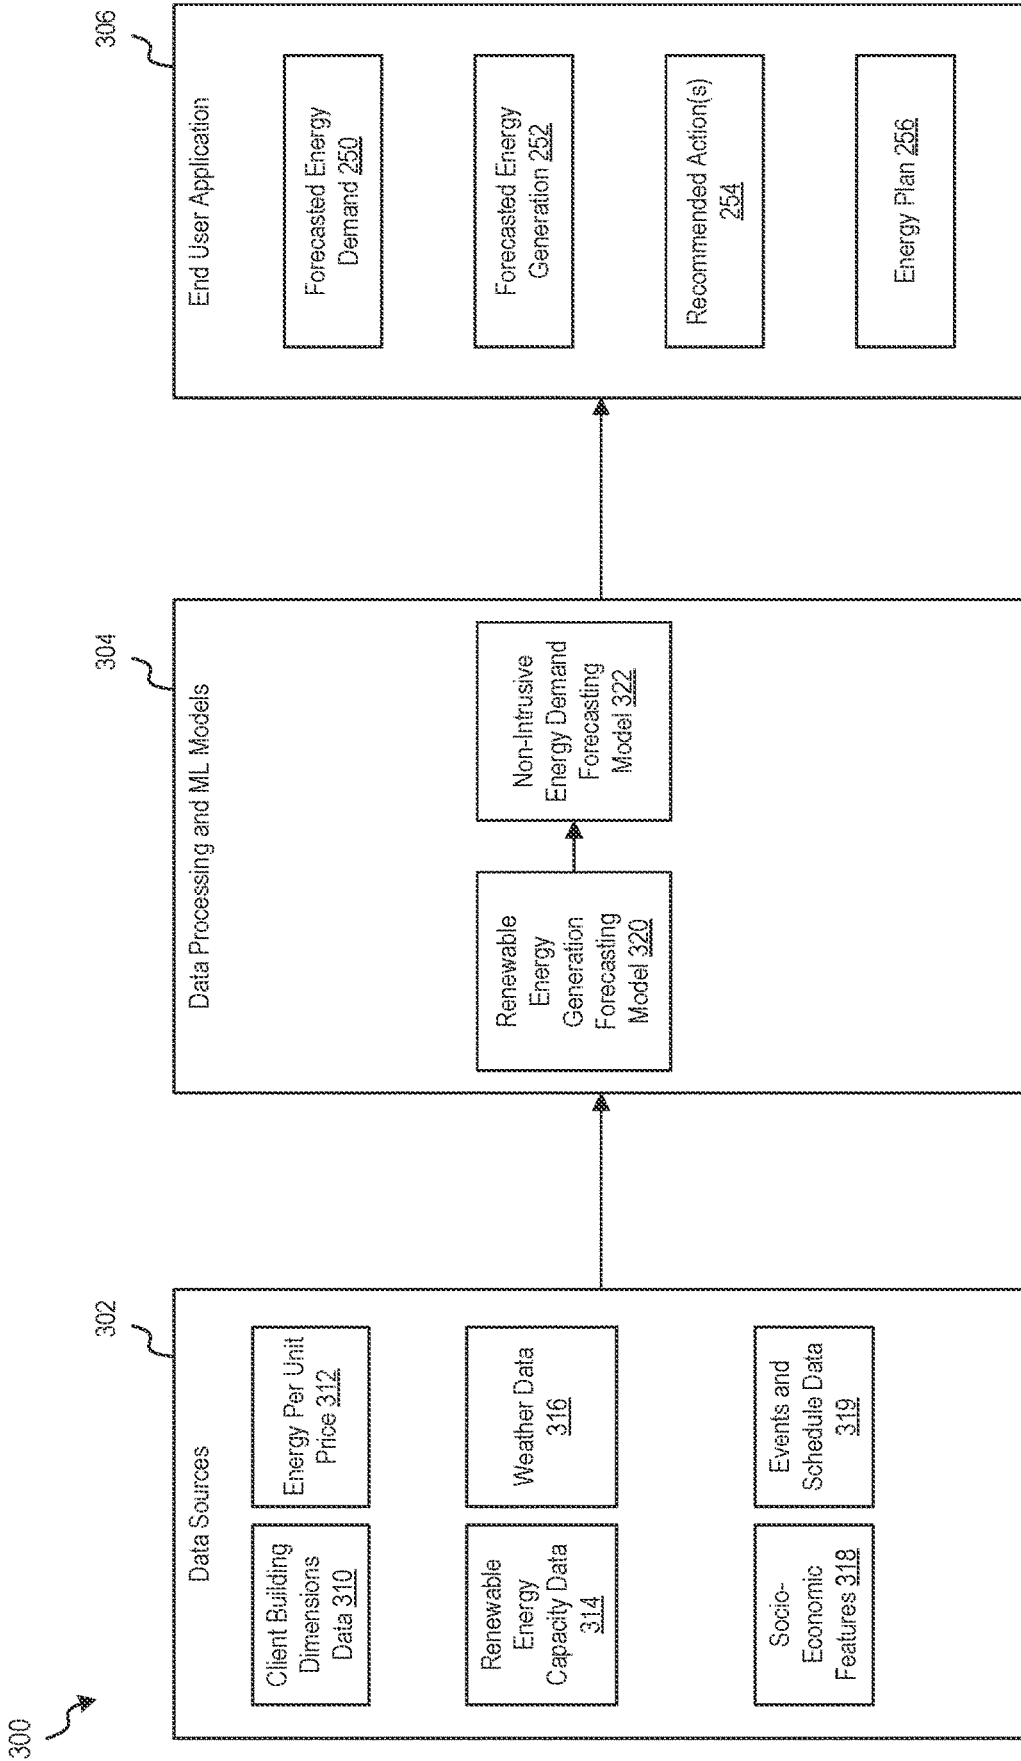 300
302
Data Sources
Client Building
Dimensions
Data 310
Energy Per Unit
Price 312
Renewable
Energy
Capacity Data
314
Weather Data
316
Socio-
Economic
Features 318
Events and
Schedule Data
319
304
Data Processing and ML Models
Renewable
Energy
Generation
Forecasting
Model 320
Non-Intrusive
Energy Demand
Forecasting
Model 322
306
End User Application
Forecasted Energy
Demand 250
Forecasted Energy
Generation 252
Recommended Action(s)
254
Energy Plan 256